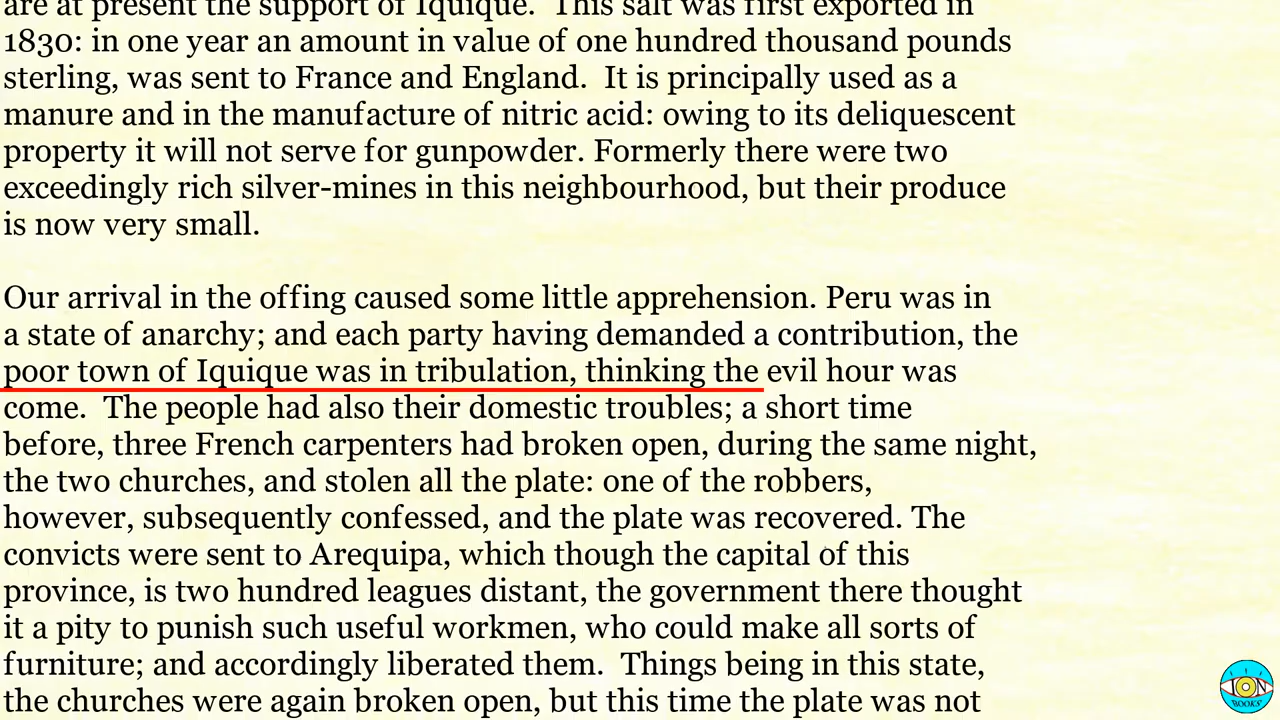 are at present the support of Iquique.  This salt was first exported in
1830: in one year an amount in value of one hundred thousand pounds
sterling, was sent to France and England.  It is principally used as a
manure and in the manufacture of nitric acid: owing to its deliquescent
property it will not serve for gunpowder. Formerly there were two
exceedingly rich silver-mines in this neighbourhood, but their produce
is now very small.
Our arrival in the offing caused some little apprehension. Peru was in
a state of anarchy; and each party having demanded a contribution, the
poor town of Iquique was in tribulation, thinking the evil hour was
come.  The people had also their domestic troubles; a short time
before, three French carpenters had broken open, during the same night,
the two churches, and stolen all the plate: one of the robbers,
however, subsequently confessed, and the plate was recovered. The
convicts were sent to Arequipa, which though the capital of this
province, is two hundred leagues distant, the government there thought
it a pity to punish such useful workmen, who could make all sorts of
furniture; and accordingly liberated them.  Things being in this state,
the churches were again broken open, but this time the plate was not
ION
BOOKS